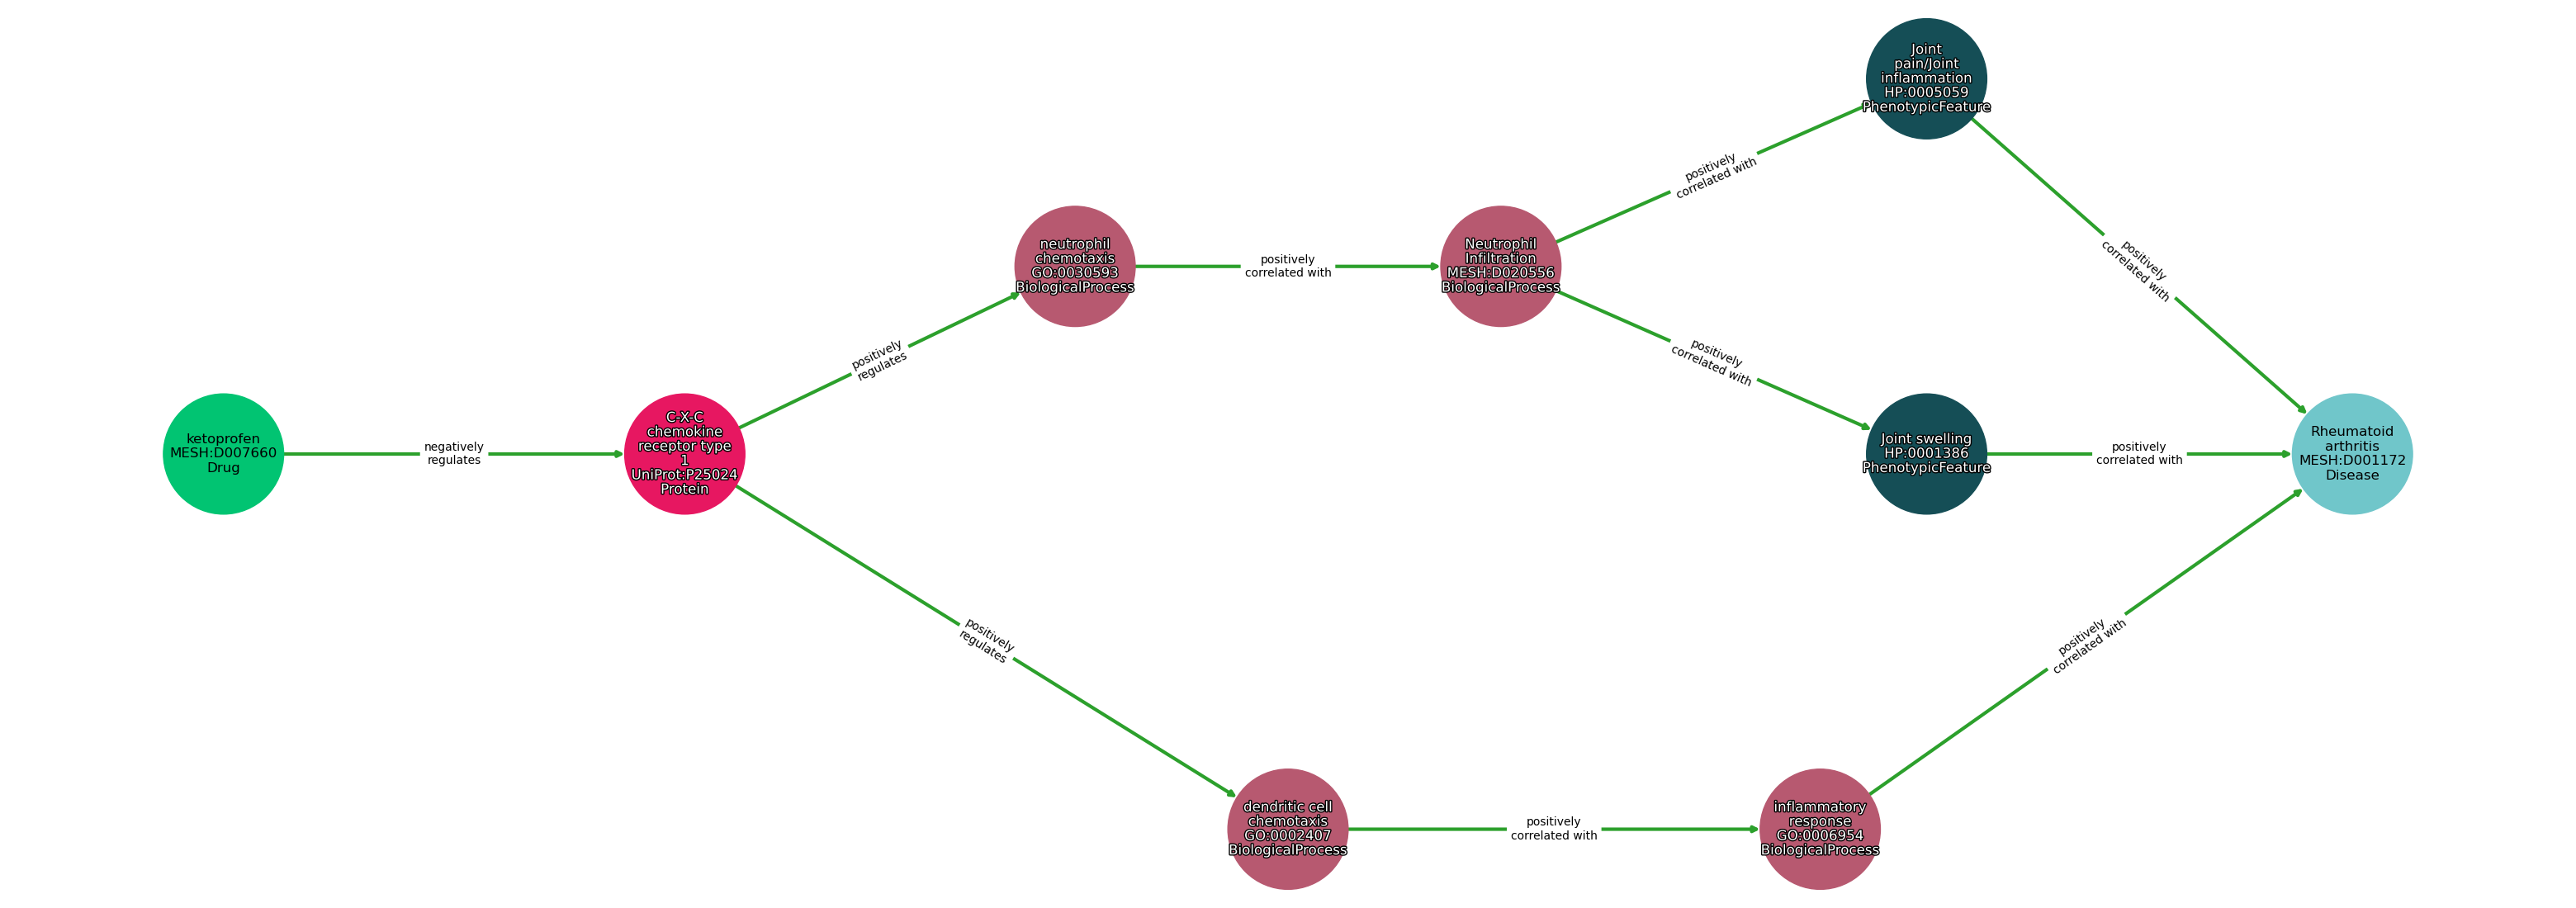 ketoprofen
MESH:D007660
Drug
negatively
regulates
C-X-C
chemokine
receptor type
1
UniProt:P25024
Protein
positively
regulates
neutrophil
chemotaxis
GO:0030593
BiologicalProcess
positively
correlated with
Neutrophil
Infiltration
MESH:D020556
BiologicalProcess
positively
correlated with
Joint
pain/Joint
inflammation
HP:0005059
PhenotypicFeature
positively
correlated with
positively
correlated with
Joint swelling
HP:0001386
PhenotypicFeature
positively
correlated with
Rheumatoid
arthritis
MESH:D001172
Disease
positively
regulates
dendritic cell
chemotaxis
GO:0002407
BiologicalProcess
positively
correlated with
inflammatory
response
GO:0006954
BiologicalProcess
positively
correlated with